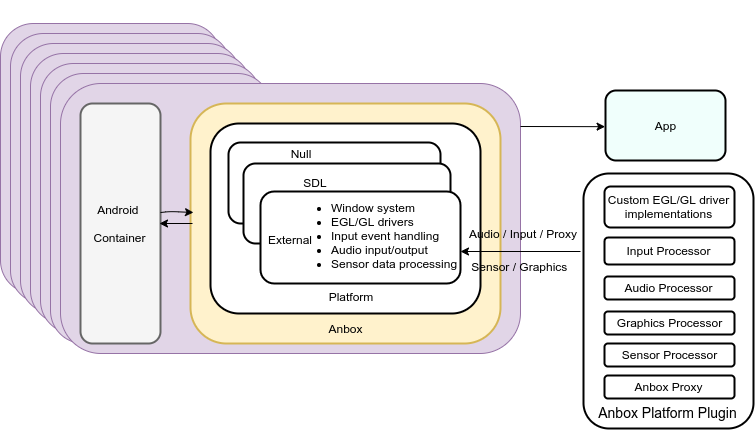 Android
Container
Null
SDL
External
Window system
EGL/GL drivers
Input event handling
Audio input/output
Sensor data processing
Platform
Anbox
Audio / Input / Proxy
Sensor / Graphics
App
Custom EGL/GL driver
implementations
Input Processor
Audio Processor
Graphics Processor
Sensor Processor
Anbox Proxy
Anbox Platform Plugin